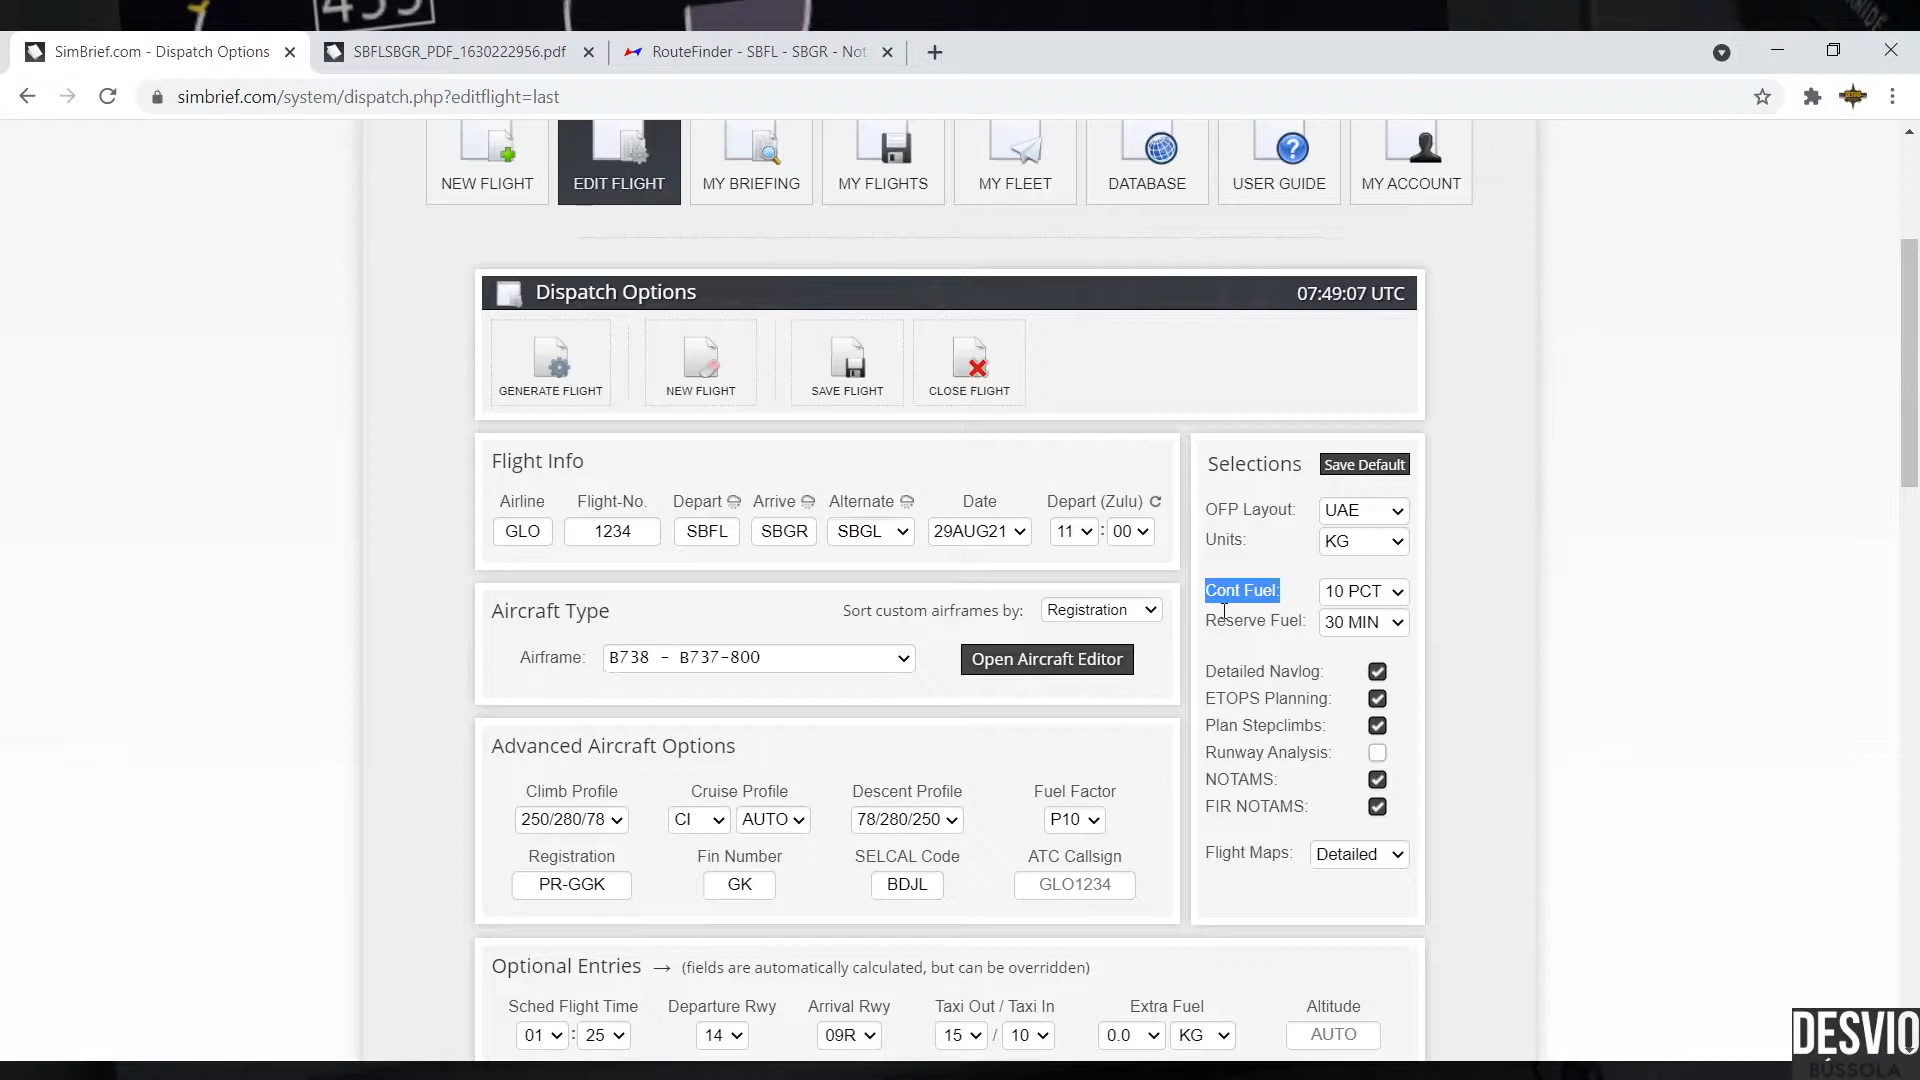 455
SimBrief.com - Dispatch Options
SBFLSBGR_PDF_1630222956.pdf
RouteFinder - SBFL - SBGR - Not
simbrief.com/system/dispatch.php?editflight=last
NEW FLIGHT
EDIT FLIGHT
MY BRIEFING
MY FLIGHTS
MY FLEET
DATABASE
USER GUIDE
MY ACCOUNT
Dispatch Options
07:49:07 UTC
GENERATE FLIGHT
NEW FLIGHT
SAVE FLIGHT
CLOSE FLIGHT
Flight Info
Airline Flight-No. Depart Arrive Alternate Date Depart (Zulu)
GLO 1234 SBFL SBGR SBGL 29AUG21 11 : 00
Selections Save Default
OFP Layout: UAE
Units: KG
Cont Fuel: 10 PCT
Reserve Fuel: 30 MIN
Detailed Navlog:
ETOPS Planning:
Plan Stepclimbs:
Runway Analysis:
NOTAMS:
FIR NOTAMS:
Flight Maps: Detailed
Aircraft Type Sort custom airframes by: Registration
Airframe: B738 - B737-800 Open Aircraft Editor
Advanced Aircraft Options
Climb Profile Cruise Profile Descent Profile Fuel Factor
250/280/78 CI AUTO 78/280/250 P10
Registration Fin Number SELCAL Code ATC Callsign
PR-GGK GK BDJL GLO1234
Optional Entries → (fields are automatically calculated, but can be overridden)
Sched Flight Time Departure Rwy Arrival Rwy Taxi Out / Taxi In Extra Fuel Altitude
01 : 25 14 09R 15 / 10 0.0 KG AUTO
DESVIO
BÚSSOLA